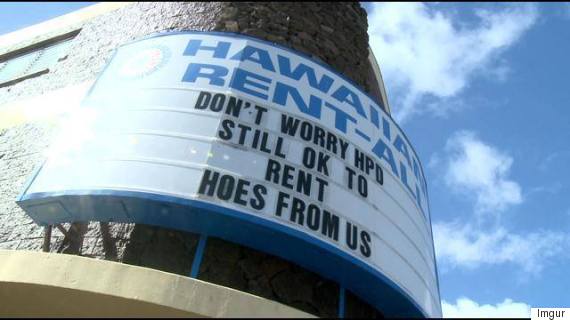 HAWAIIAN
RENT-ALL
DON'T WORRY HPD
STILL OK TO
RENT
HOES FROM US
Imgur